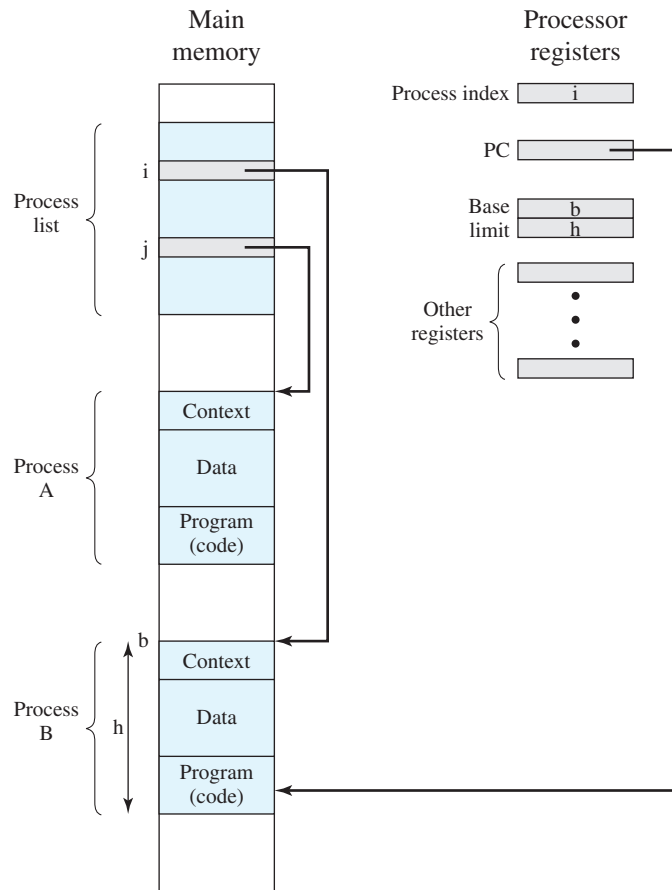 Main
memory
Processor
registers
Process index
i
PC
Base
limit
b
h
Other
registers
Process
list
i
j
Process
A
Context
Data
Program
(code)
b
Process
B
h
Context
Data
Program
(code)